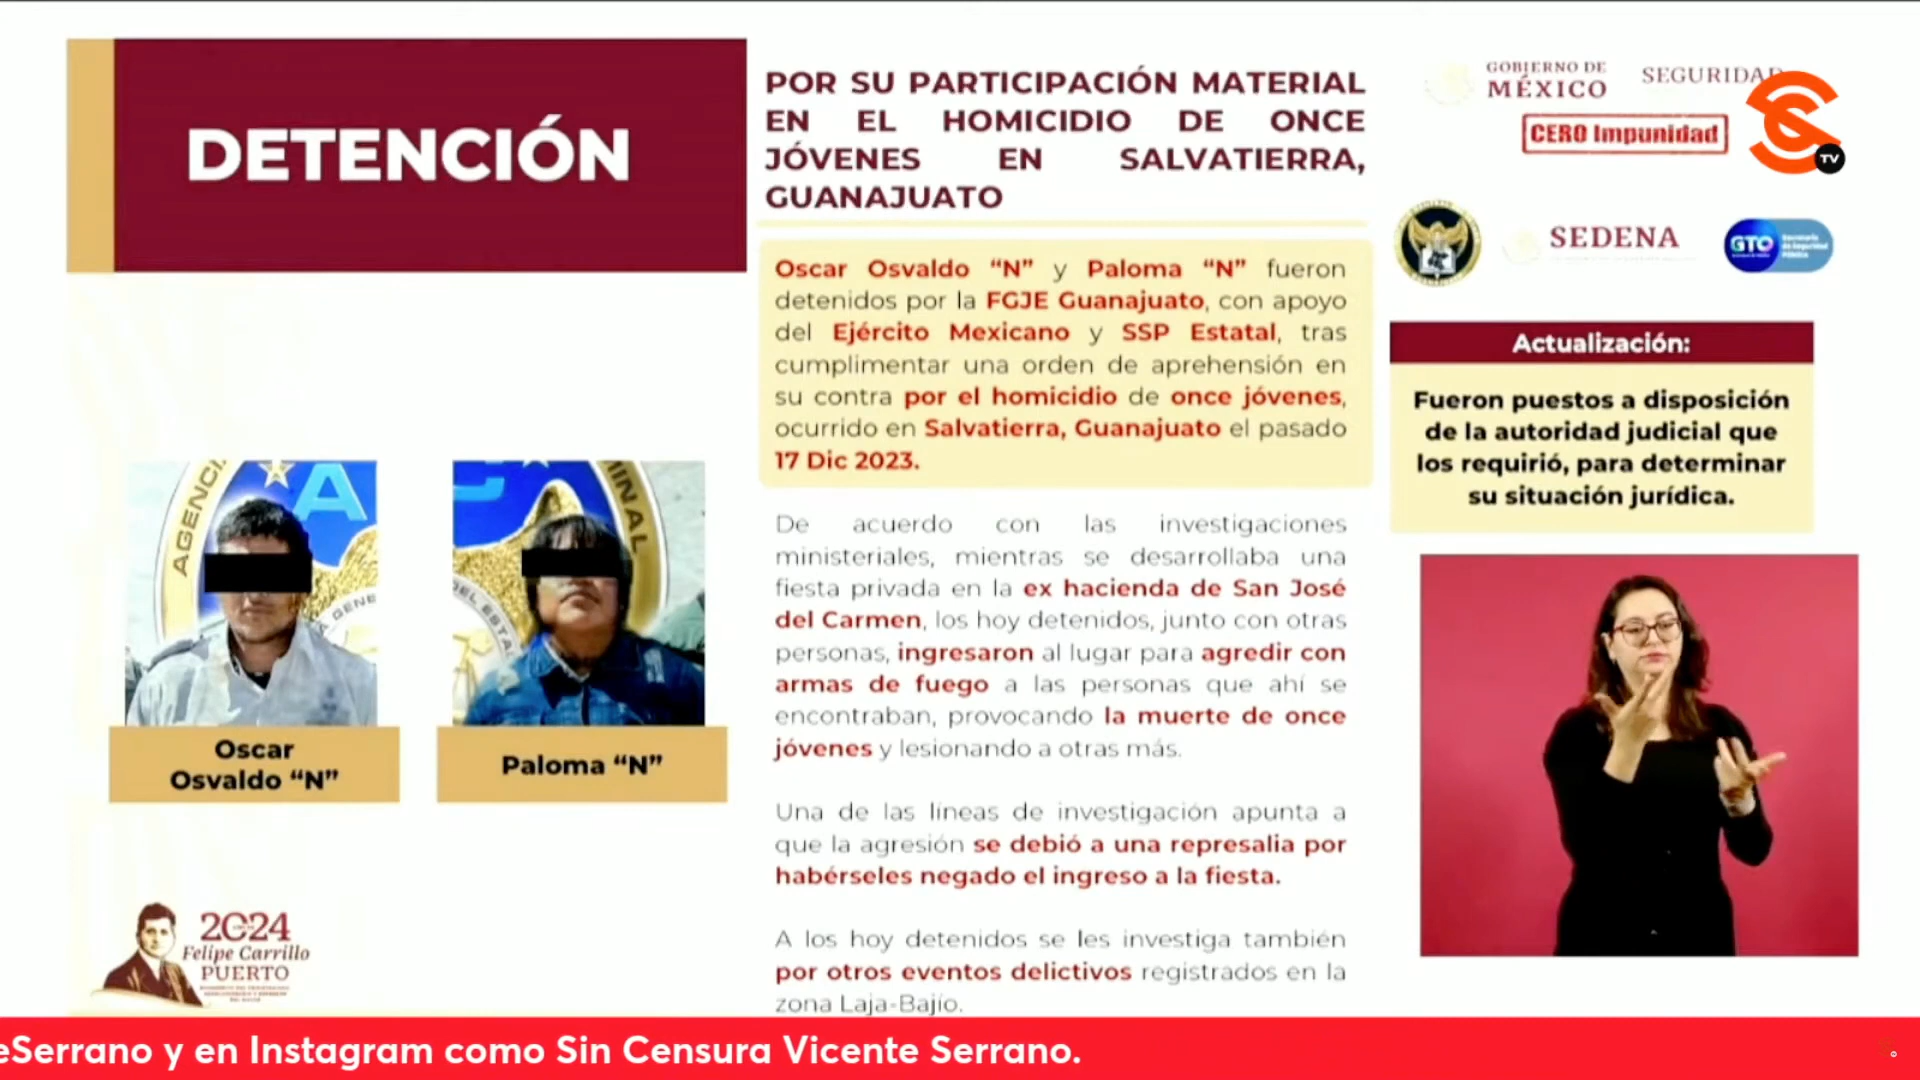 DETENCIÓN
POR SU PARTICIPACIÓN MATERIAL
EN EL HOMICIDIO DE ONCE
JÓVENES EN SALVATIERRA,
GUANAJUATO
Oscar Osvaldo “N” y Paloma “N” fueron
detenidos por la FGJE Guanajuato, con apoyo
del Ejército Mexicano y SSP Estatal, tras
cumplimentar una orden de aprehensión en
su contra por el homicidio de once jóvenes,
ocurrido en Salvatierra, Guanajuato el pasado
17 Dic 2023.
De acuerdo con las investigaciones
ministeriales, mientras se desarrollaba una
fiesta privada en la ex hacienda de San José
del Carmen, los hoy detenidos, junto con otras
personas, ingresaron al lugar para agredir con
armas de fuego a las personas que ahí se
encontraban, provocando la muerte de once
jóvenes y lesionando a otras más.
Una de las líneas de investigación apunta a
que la agresión se debió a una represalia por
habérseles negado el ingreso a la fiesta.
A los hoy detenidos se les investiga también
por otros eventos delictivos registrados en la
zona Laja-Bajío.
GOBIERNO DE
MÉXICO
SEGURIDAD
CERO Impunidad
TV
SEDENA
GTO
Actualización:
Fueron puestos a disposición
de la autoridad judicial que
los requirió, para determinar
su situación jurídica.
AGENCI
A
GENE
MINAL
DEL ESTA
Oscar
Osvaldo “N”
Paloma “N”
2024
Felipe Carrillo
PUERTO
eSerrano y en Instagram como Sin Censura Vicente Serrano.